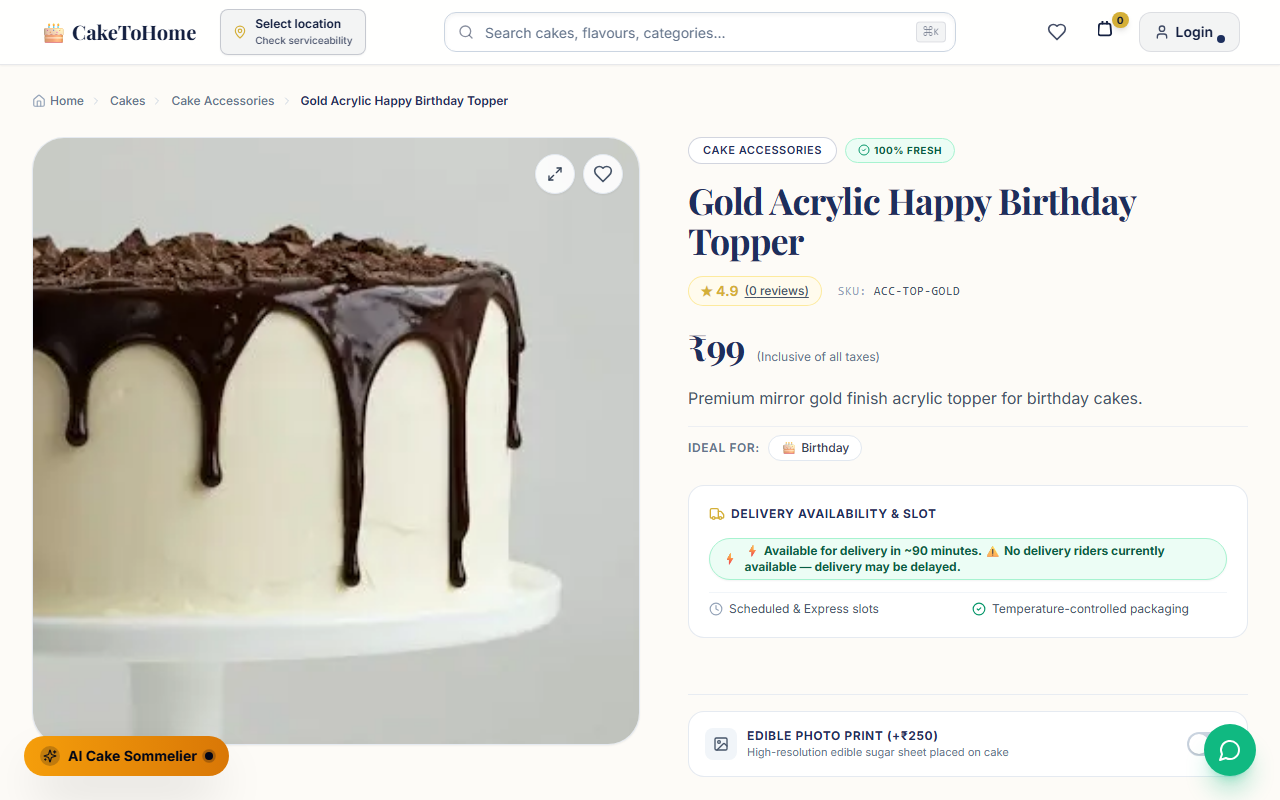 CakeToHome
Select location
Check serviceability
Search cakes, flavours, categories...
⌘K
0
Login
Home
Cakes
Cake Accessories
Gold Acrylic Happy Birthday Topper
CAKE ACCESSORIES
100% FRESH
Gold Acrylic Happy Birthday
Topper
★ 4.9 (0 reviews)
SKU: ACC-TOP-GOLD
₹99 (Inclusive of all taxes)
Premium mirror gold finish acrylic topper for birthday cakes.
IDEAL FOR: 🎂 Birthday
DELIVERY AVAILABILITY & SLOT
⚡ Available for delivery in ~90 minutes. ⚠️ No delivery riders currently
available — delivery may be delayed.
Scheduled & Express slots
Temperature-controlled packaging
EDIBLE PHOTO PRINT (+₹250)
High-resolution edible sugar sheet placed on cake
AI Cake Sommelier